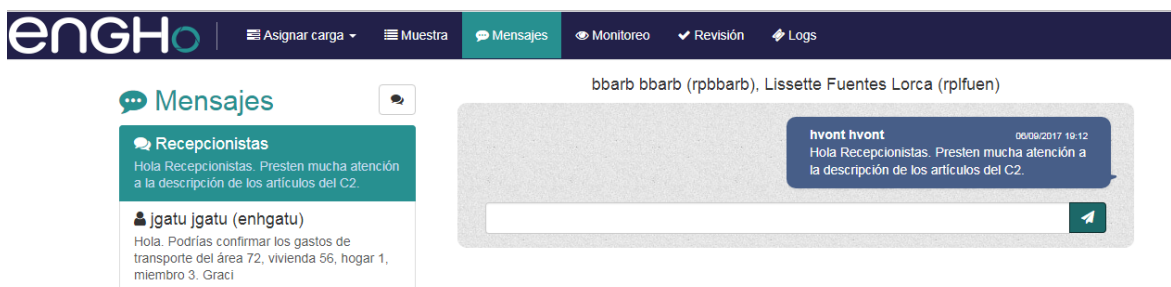 enGHo
Asignar carga
Muestra
Mensajes
Monitoreo
Revisión
Logs
Mensajes
Recepcionistas
Hola Recepcionistas. Presten mucha atención
a la descripción de los artículos del C2.
jgatu jgatu (enhgatu)
Hola. Podrías confirmar los gastos de
transporte del área 72, vivienda 56, hogar 1,
miembro 3. Graci
bbarb bbarb (rpbbarb), Lissette Fuentes Lorca (rplfuen)
hvont hvont 06/09/2017 19:12
Hola Recepcionistas. Presten mucha atención a
la descripción de los artículos del C2.